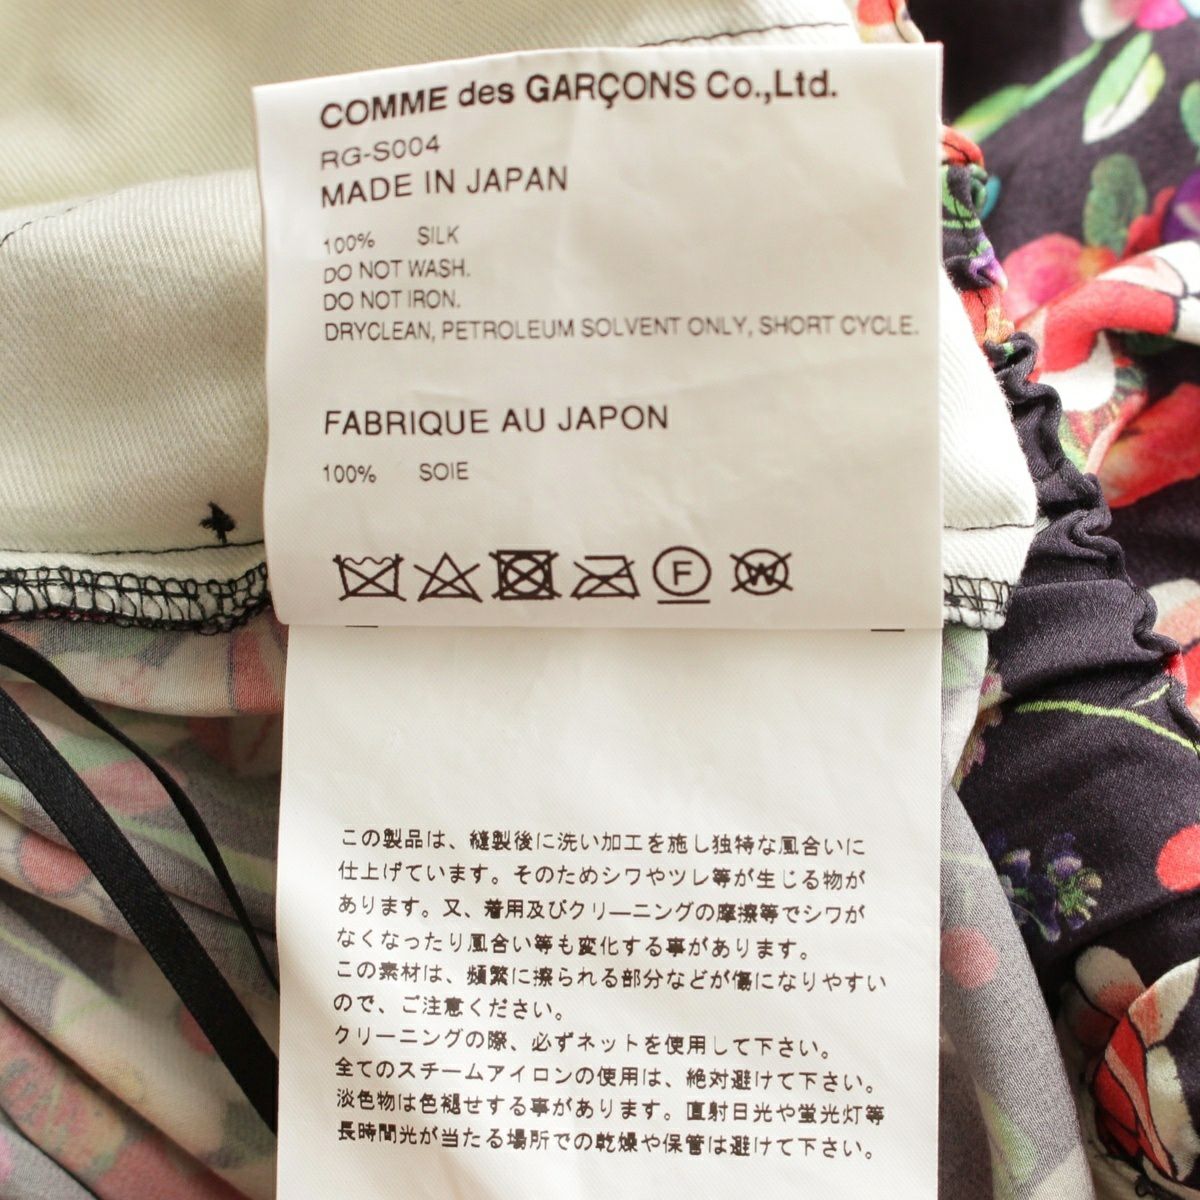 COMME des GARÇONS Co.,Ltd.
RG-S004
MADE IN JAPAN
100% SILK
DO NOT WASH.
DO NOT IRON.
DRYCLEAN, PETROLEUM SOLVENT ONLY, SHORT CYCLE.
FABRIQUE AU JAPON
100% SOIE
F W
この製品は、縫製後に洗い加工を施し独特な風合いに
仕上げています。そのためシワやツレ等が生じる物が
あります。又、着用及びクリーニングの摩擦等でシワが
なくなったり風合い等も変化する事があります。
この素材は、頻繁に擦られる部分などが傷になりやすい
ので、ご注意ください。
クリーニングの際、必ずネットを使用して下さい。
全てのスチームアイロンの使用は、絶対避けて下さい。
淡色物は色褪せする事があります。直射日光や蛍光灯等
長時間光が当たる場所での乾燥や保管は避けて下さい。